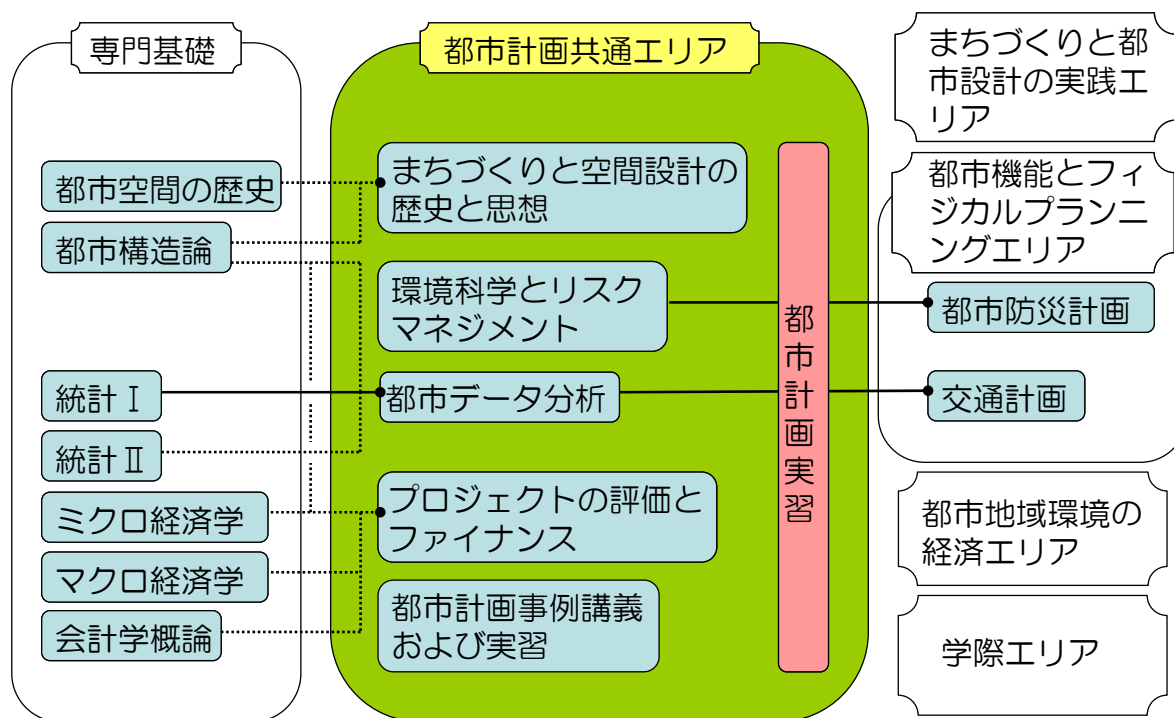 専門基礎
都市空間の歴史
都市構造論
統計Ⅰ
統計Ⅱ
ミクロ経済学
マクロ経済学
会計学概論
都市計画共通エリア
まちづくりと空間設計の
歴史と思想
環境科学とリスク
マネジメント
都市データ分析
プロジェクトの評価と
ファイナンス
都市計画事例講義
および実習
都市計画実習
まちづくりと都
市設計の実践エ
リア
都市機能とフィ
ジカルプランニ
ングエリア
都市防災計画
交通計画
都市地域環境の
経済エリア
学際エリア